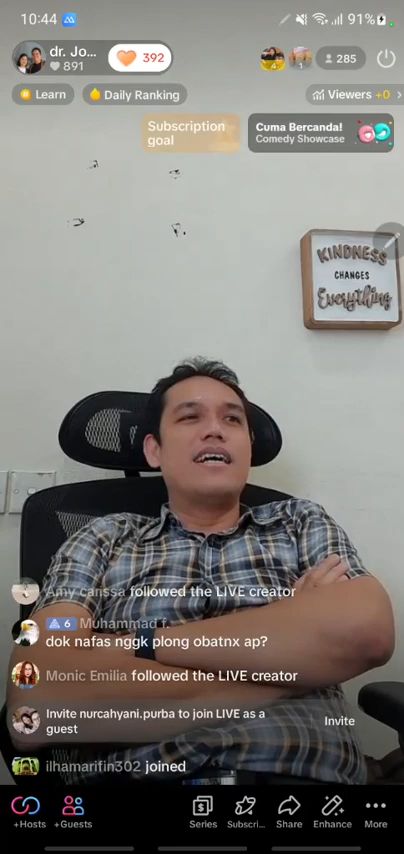 10:44
91%
dr. Jo...
891
392
4
1
285
Learn
Daily Ranking
Viewers +0
Subscription
goal
Cuma Bercanda!
Comedy Showcase
KINDNESS
CHANGES
Everything
Amy carissa followed the LIVE creator
6 Muhammad f.
dok nafas nggk plong obatnx ap?
Monic Emilia followed the LIVE creator
Invite nurcahyani.purba to join LIVE as a
guest
Invite
ilhamarifin302 joined
+Hosts
+Guests
Series
Subscri...
Share
Enhance
More